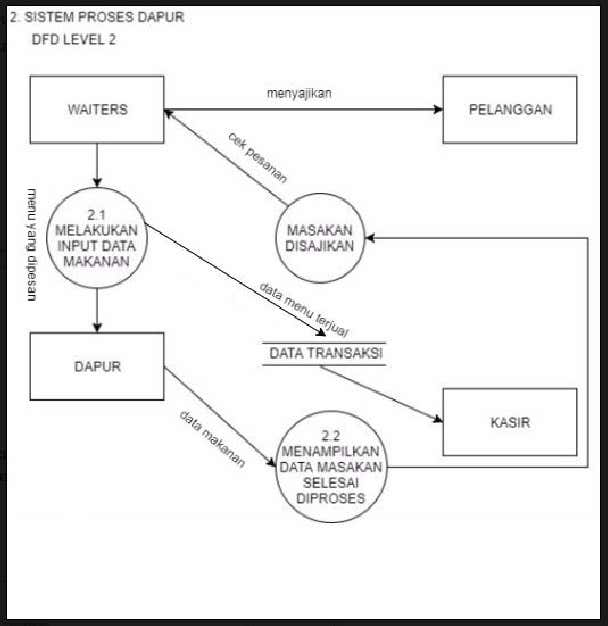 2. SISTEM PROSES DAPUR
DFD LEVEL 2
WAITERS
menyajikan
PELANGGAN
cek pesanan
menu yang dipesan
2.1
MELAKUKAN
INPUT DATA
MAKANAN
MASAKAN
DISAJIKAN
data menu terjual
DATA TRANSAKSI
DAPUR
data makanan
KASIR
2.2
MENAMPILKAN
DATA MASAKAN
SELESAI
DIPROSES